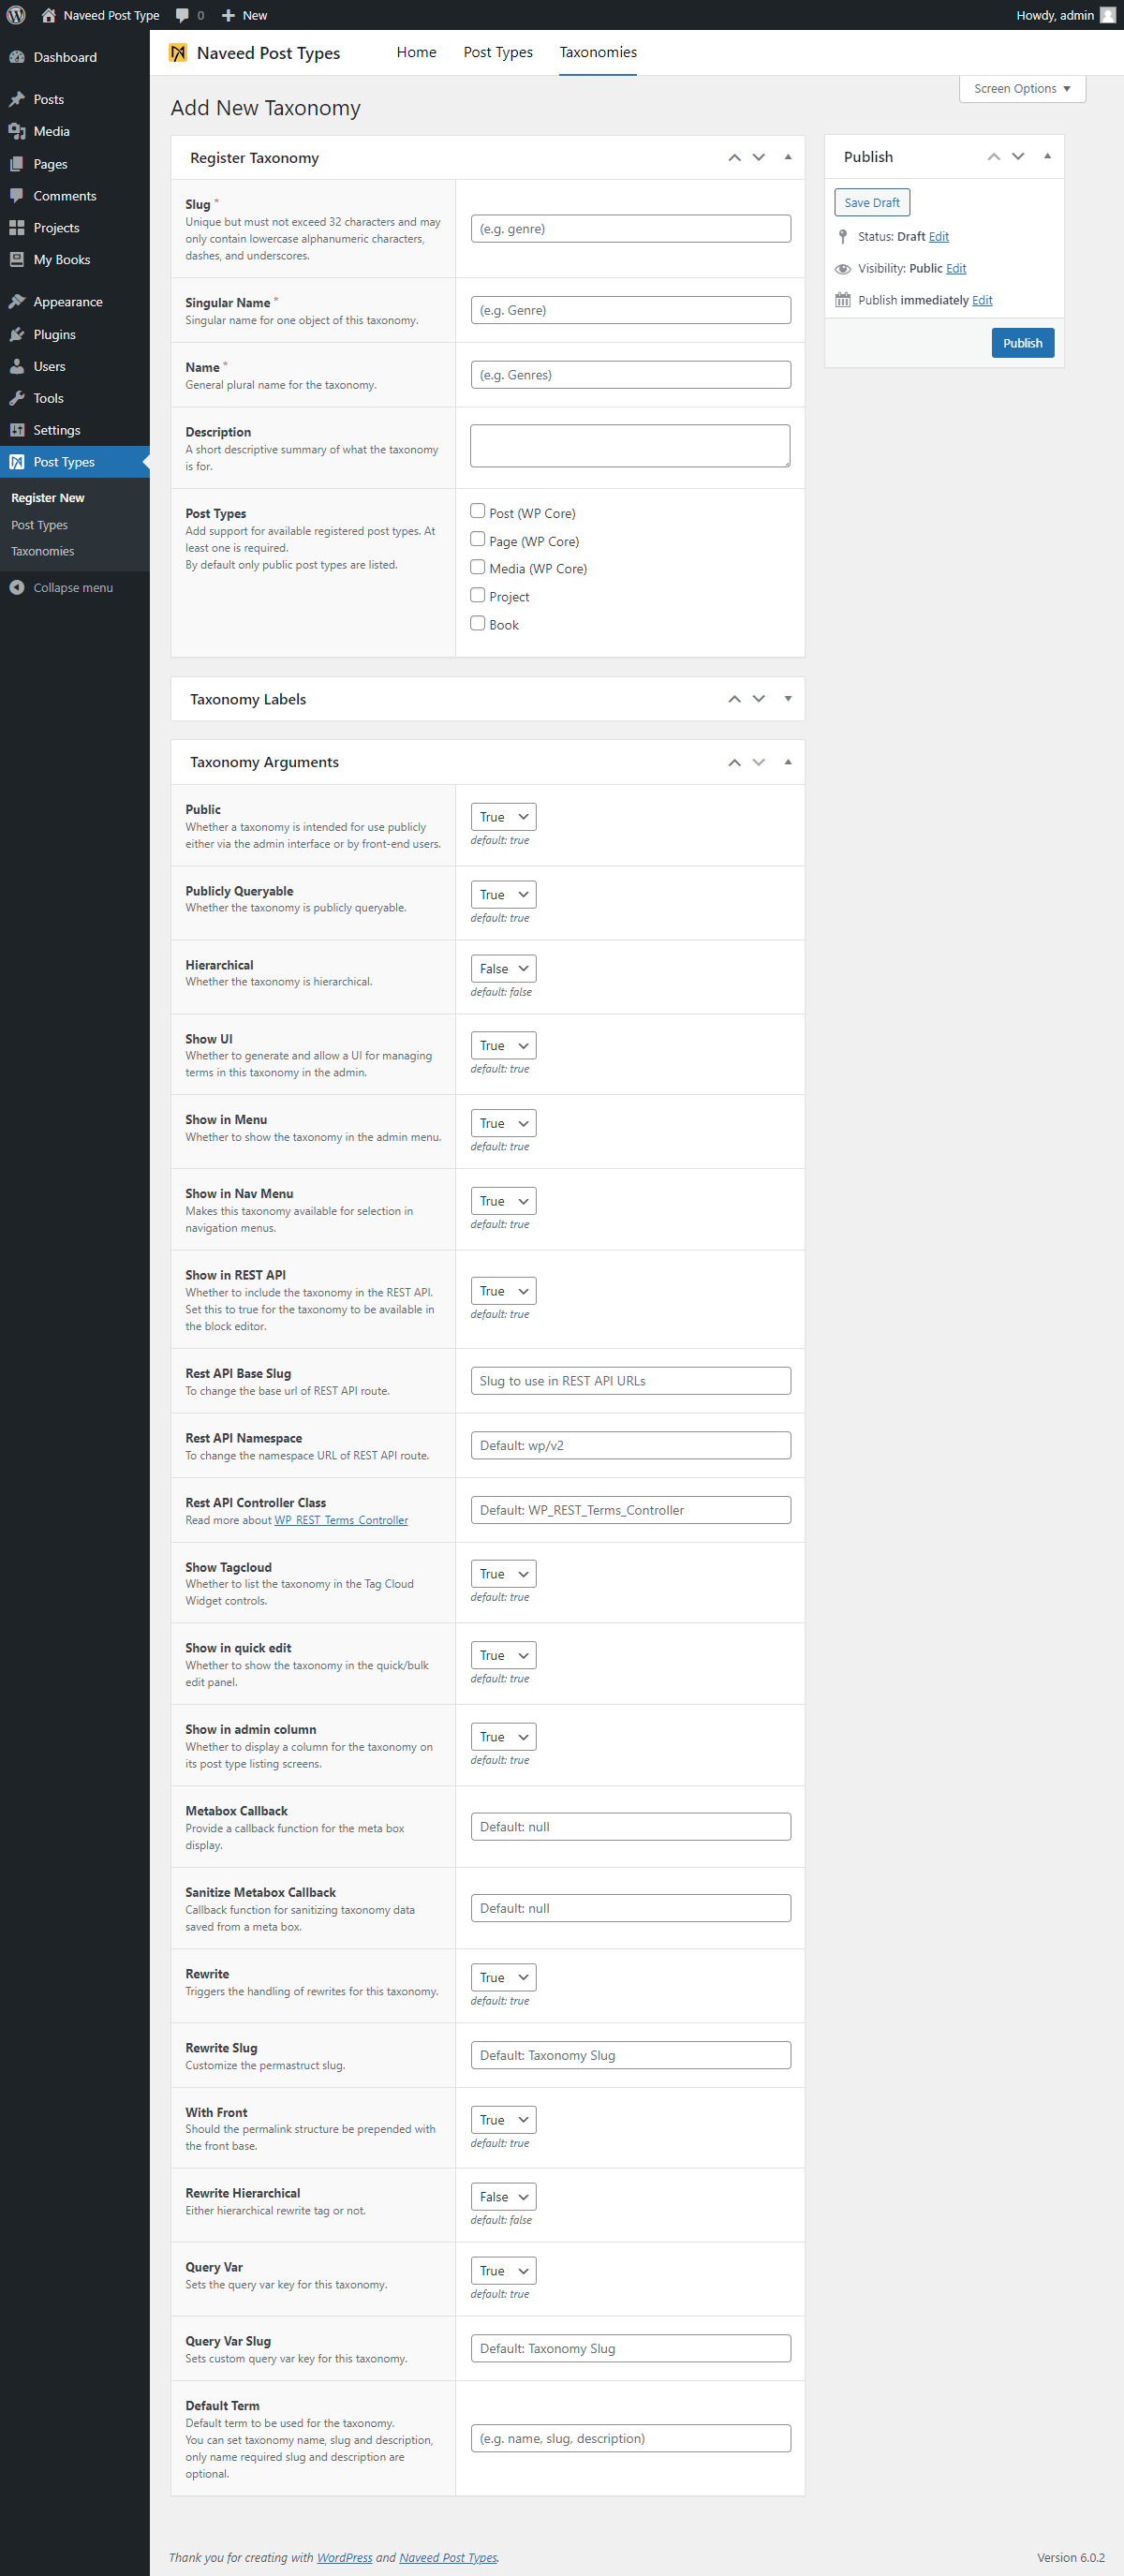 Naveed Post Type 0 New Howdy, admin
Dashboard
Posts
Media
Pages
Comments
Projects
My Books
Appearance
Plugins
Users
Tools
Settings
Post Types
Register New
Post Types
Taxonomies
Collapse menu
Naveed Post Types Home Post Types Taxonomies
Screen Options
Add New Taxonomy
Register Taxonomy
Slug *
Unique but must not exceed 32 characters and may
only contain lowercase alphanumeric characters,
dashes, and underscores.
(e.g. genre)
Singular Name *
Singular name for one object of this taxonomy.
(e.g. Genre)
Name *
General plural name for the taxonomy.
(e.g. Genres)
Description
A short descriptive summary of what the taxonomy
is for.
Post Types
Add support for available registered post types. At
least one is required.
By default only public post types are listed.
Post (WP Core)
Page (WP Core)
Media (WP Core)
Project
Book
Publish
Save Draft
Status: Draft Edit
Visibility: Public Edit
Publish immediately Edit
Publish
Taxonomy Labels
Taxonomy Arguments
Public
Whether a taxonomy is intended for use publicly
either via the admin interface or by front-end users.
True
default: true
Publicly Queryable
Whether the taxonomy is publicly queryable.
True
default: true
Hierarchical
Whether the taxonomy is hierarchical.
False
default: false
Show UI
Whether to generate and allow a UI for managing
terms in this taxonomy in the admin.
True
default: true
Show in Menu
Whether to show the taxonomy in the admin menu.
True
default: true
Show in Nav Menu
Makes this taxonomy available for selection in
navigation menus.
True
default: true
Show in REST API
Whether to include the taxonomy in the REST API.
Set this to true for the taxonomy to be available in
the block editor.
True
default: true
Rest API Base Slug
To change the base url of REST API route.
Slug to use in REST API URLs
Rest API Namespace
To change the namespace URL of REST API route.
Default: wp/v2
Rest API Controller Class
Read more about WP_REST_Terms_Controller
Default: WP_REST_Terms_Controller
Show Tagcloud
Whether to list the taxonomy in the Tag Cloud
Widget controls.
True
default: true
Show in quick edit
Whether to show the taxonomy in the quick/bulk
edit panel.
True
default: true
Show in admin column
Whether to display a column for the taxonomy on
its post type listing screens.
True
default: true
Metabox Callback
Provide a callback function for the meta box
display.
Default: null
Sanitize Metabox Callback
Callback function for sanitizing taxonomy data
saved from a meta box.
Default: null
Rewrite
Triggers the handling of rewrites for this taxonomy.
True
default: true
Rewrite Slug
Customize the permastruct slug.
Default: Taxonomy Slug
With Front
Should the permalink structure be prepended with
the front base.
True
default: true
Rewrite Hierarchical
Either hierarchical rewrite tag or not.
False
default: false
Query Var
Sets the query var key for this taxonomy.
True
default: true
Query Var Slug
Sets custom query var key for this taxonomy.
Default: Taxonomy Slug
Default Term
Default term to be used for the taxonomy.
You can set taxonomy name, slug and description,
only name required slug and description are
optional.
(e.g. name, slug, description)
Thank you for creating with WordPress and Naveed Post Types. Version 6.0.2